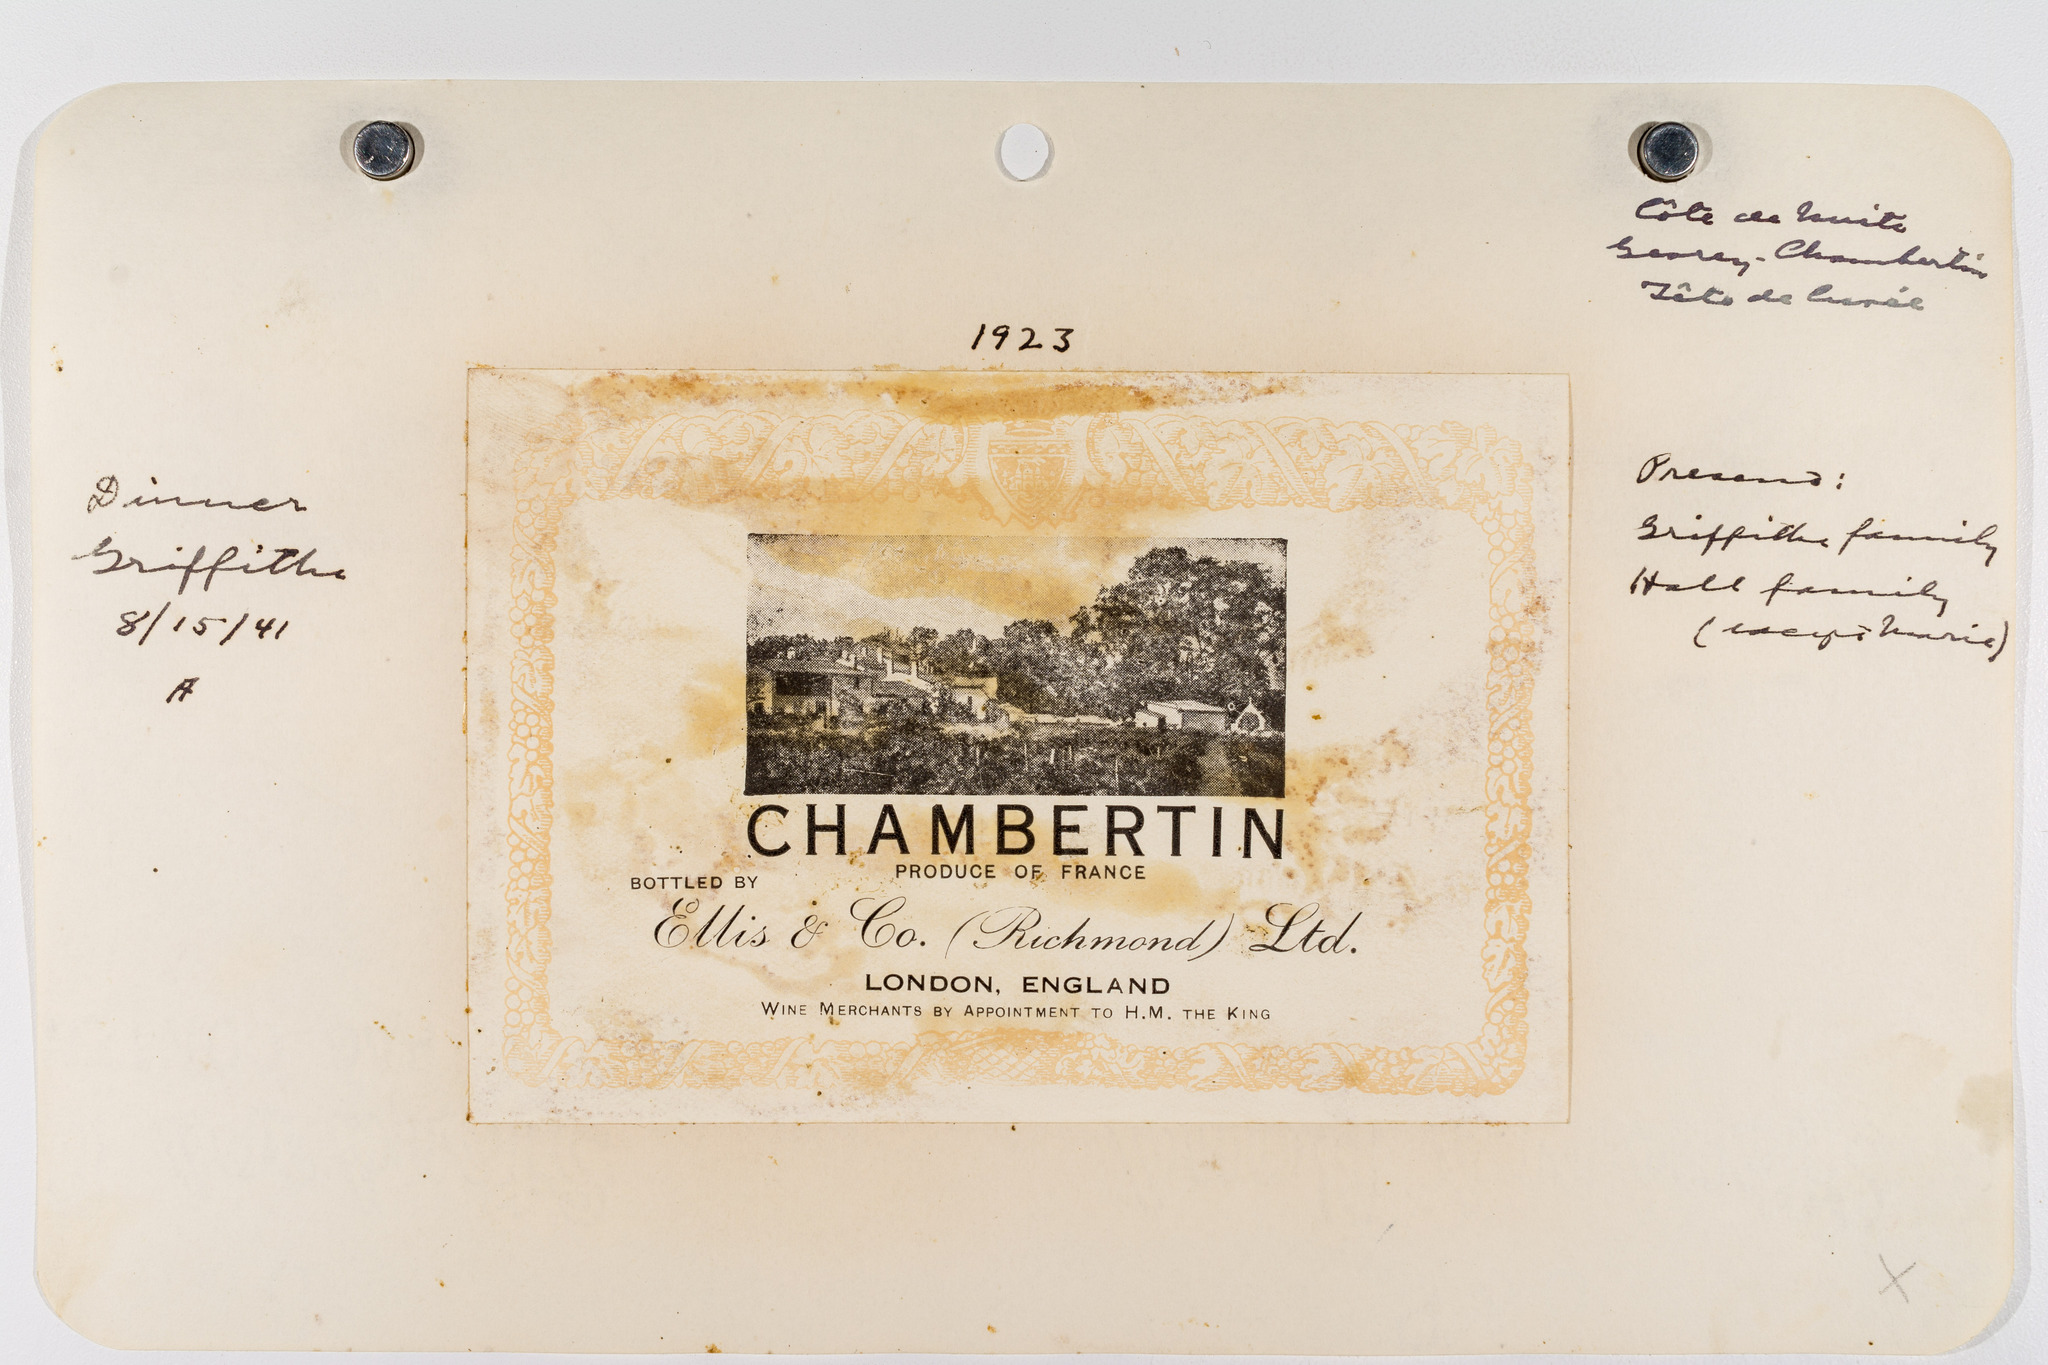 Côte de Nuits
Gevrey-Chambertin
Tête de Cuvée
1923
Dinner
Griffiths
8/15/41
A
Present:
Griffiths family
Hall family
(except Marie)
CHAMBERTIN
PRODUCE OF FRANCE
BOTTLED BY
Ellis & Co. (Richmond) Ltd.
LONDON, ENGLAND
WINE MERCHANTS BY APPOINTMENT TO H.M. THE KING
X